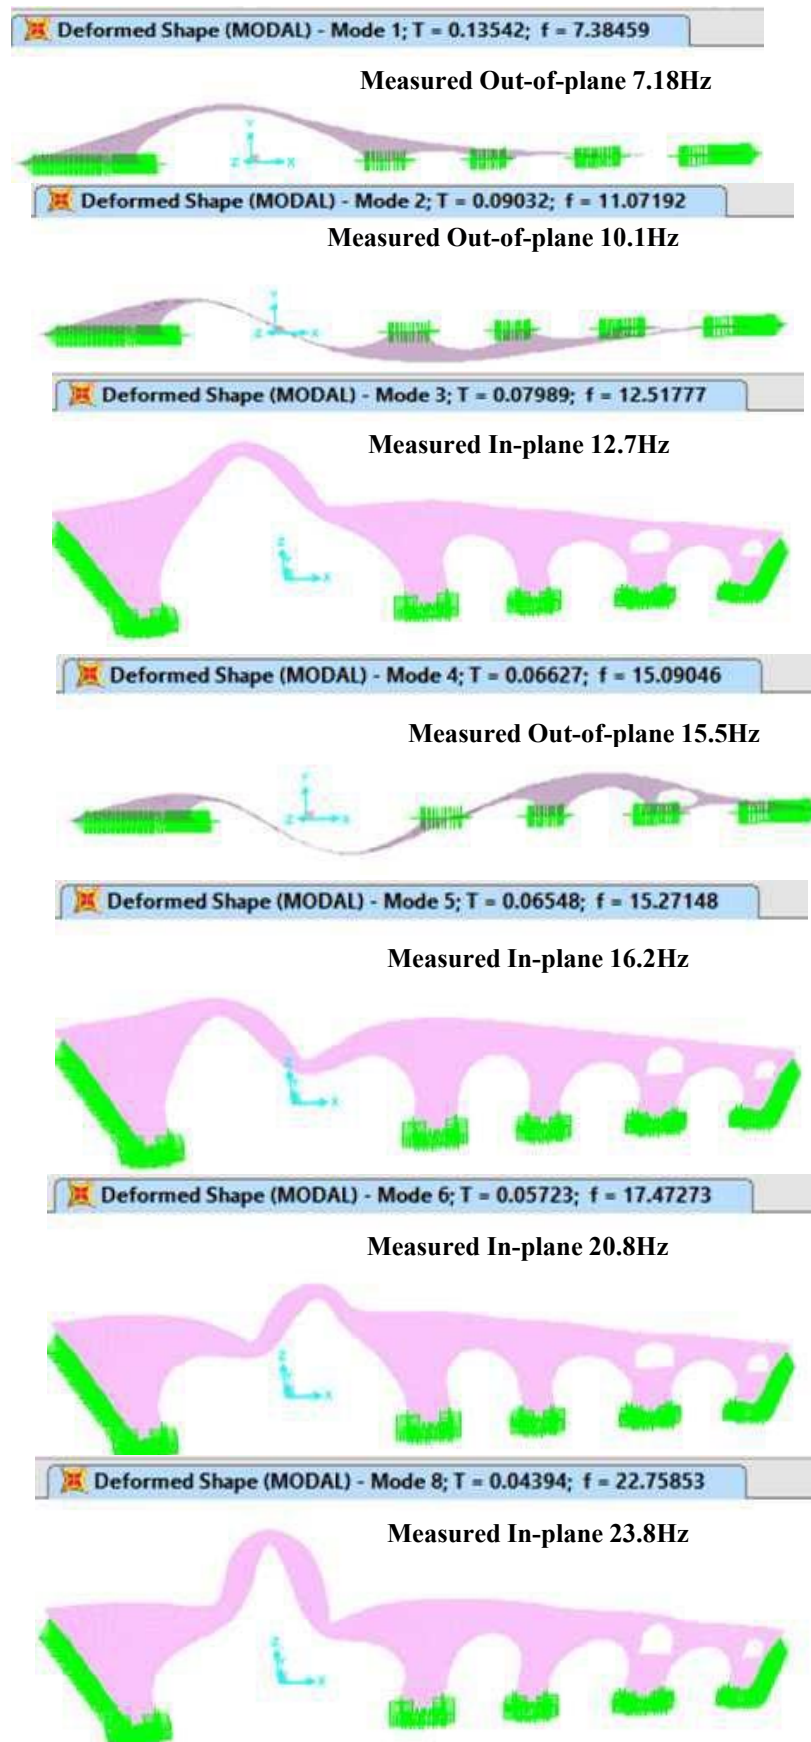 Deformed Shape (MODAL) - Mode 1; T = 0.13542; f = 7.38459
Measured Out-of-plane 7.18Hz
Y
Z X
Deformed Shape (MODAL) - Mode 2; T = 0.09032; f = 11.07192
Measured Out-of-plane 10.1Hz
Y
Z X
Deformed Shape (MODAL) - Mode 3; T = 0.07989; f = 12.51777
Measured In-plane 12.7Hz
Z
X
Deformed Shape (MODAL) - Mode 4; T = 0.06627; f = 15.09046
Measured Out-of-plane 15.5Hz
Y
Z X
Deformed Shape (MODAL) - Mode 5; T = 0.06548; f = 15.27148
Measured In-plane 16.2Hz
Z
X
Deformed Shape (MODAL) - Mode 6; T = 0.05723; f = 17.47273
Measured In-plane 20.8Hz
Z
X
Deformed Shape (MODAL) - Mode 8; T = 0.04394; f = 22.75853
Measured In-plane 23.8Hz
Z
X